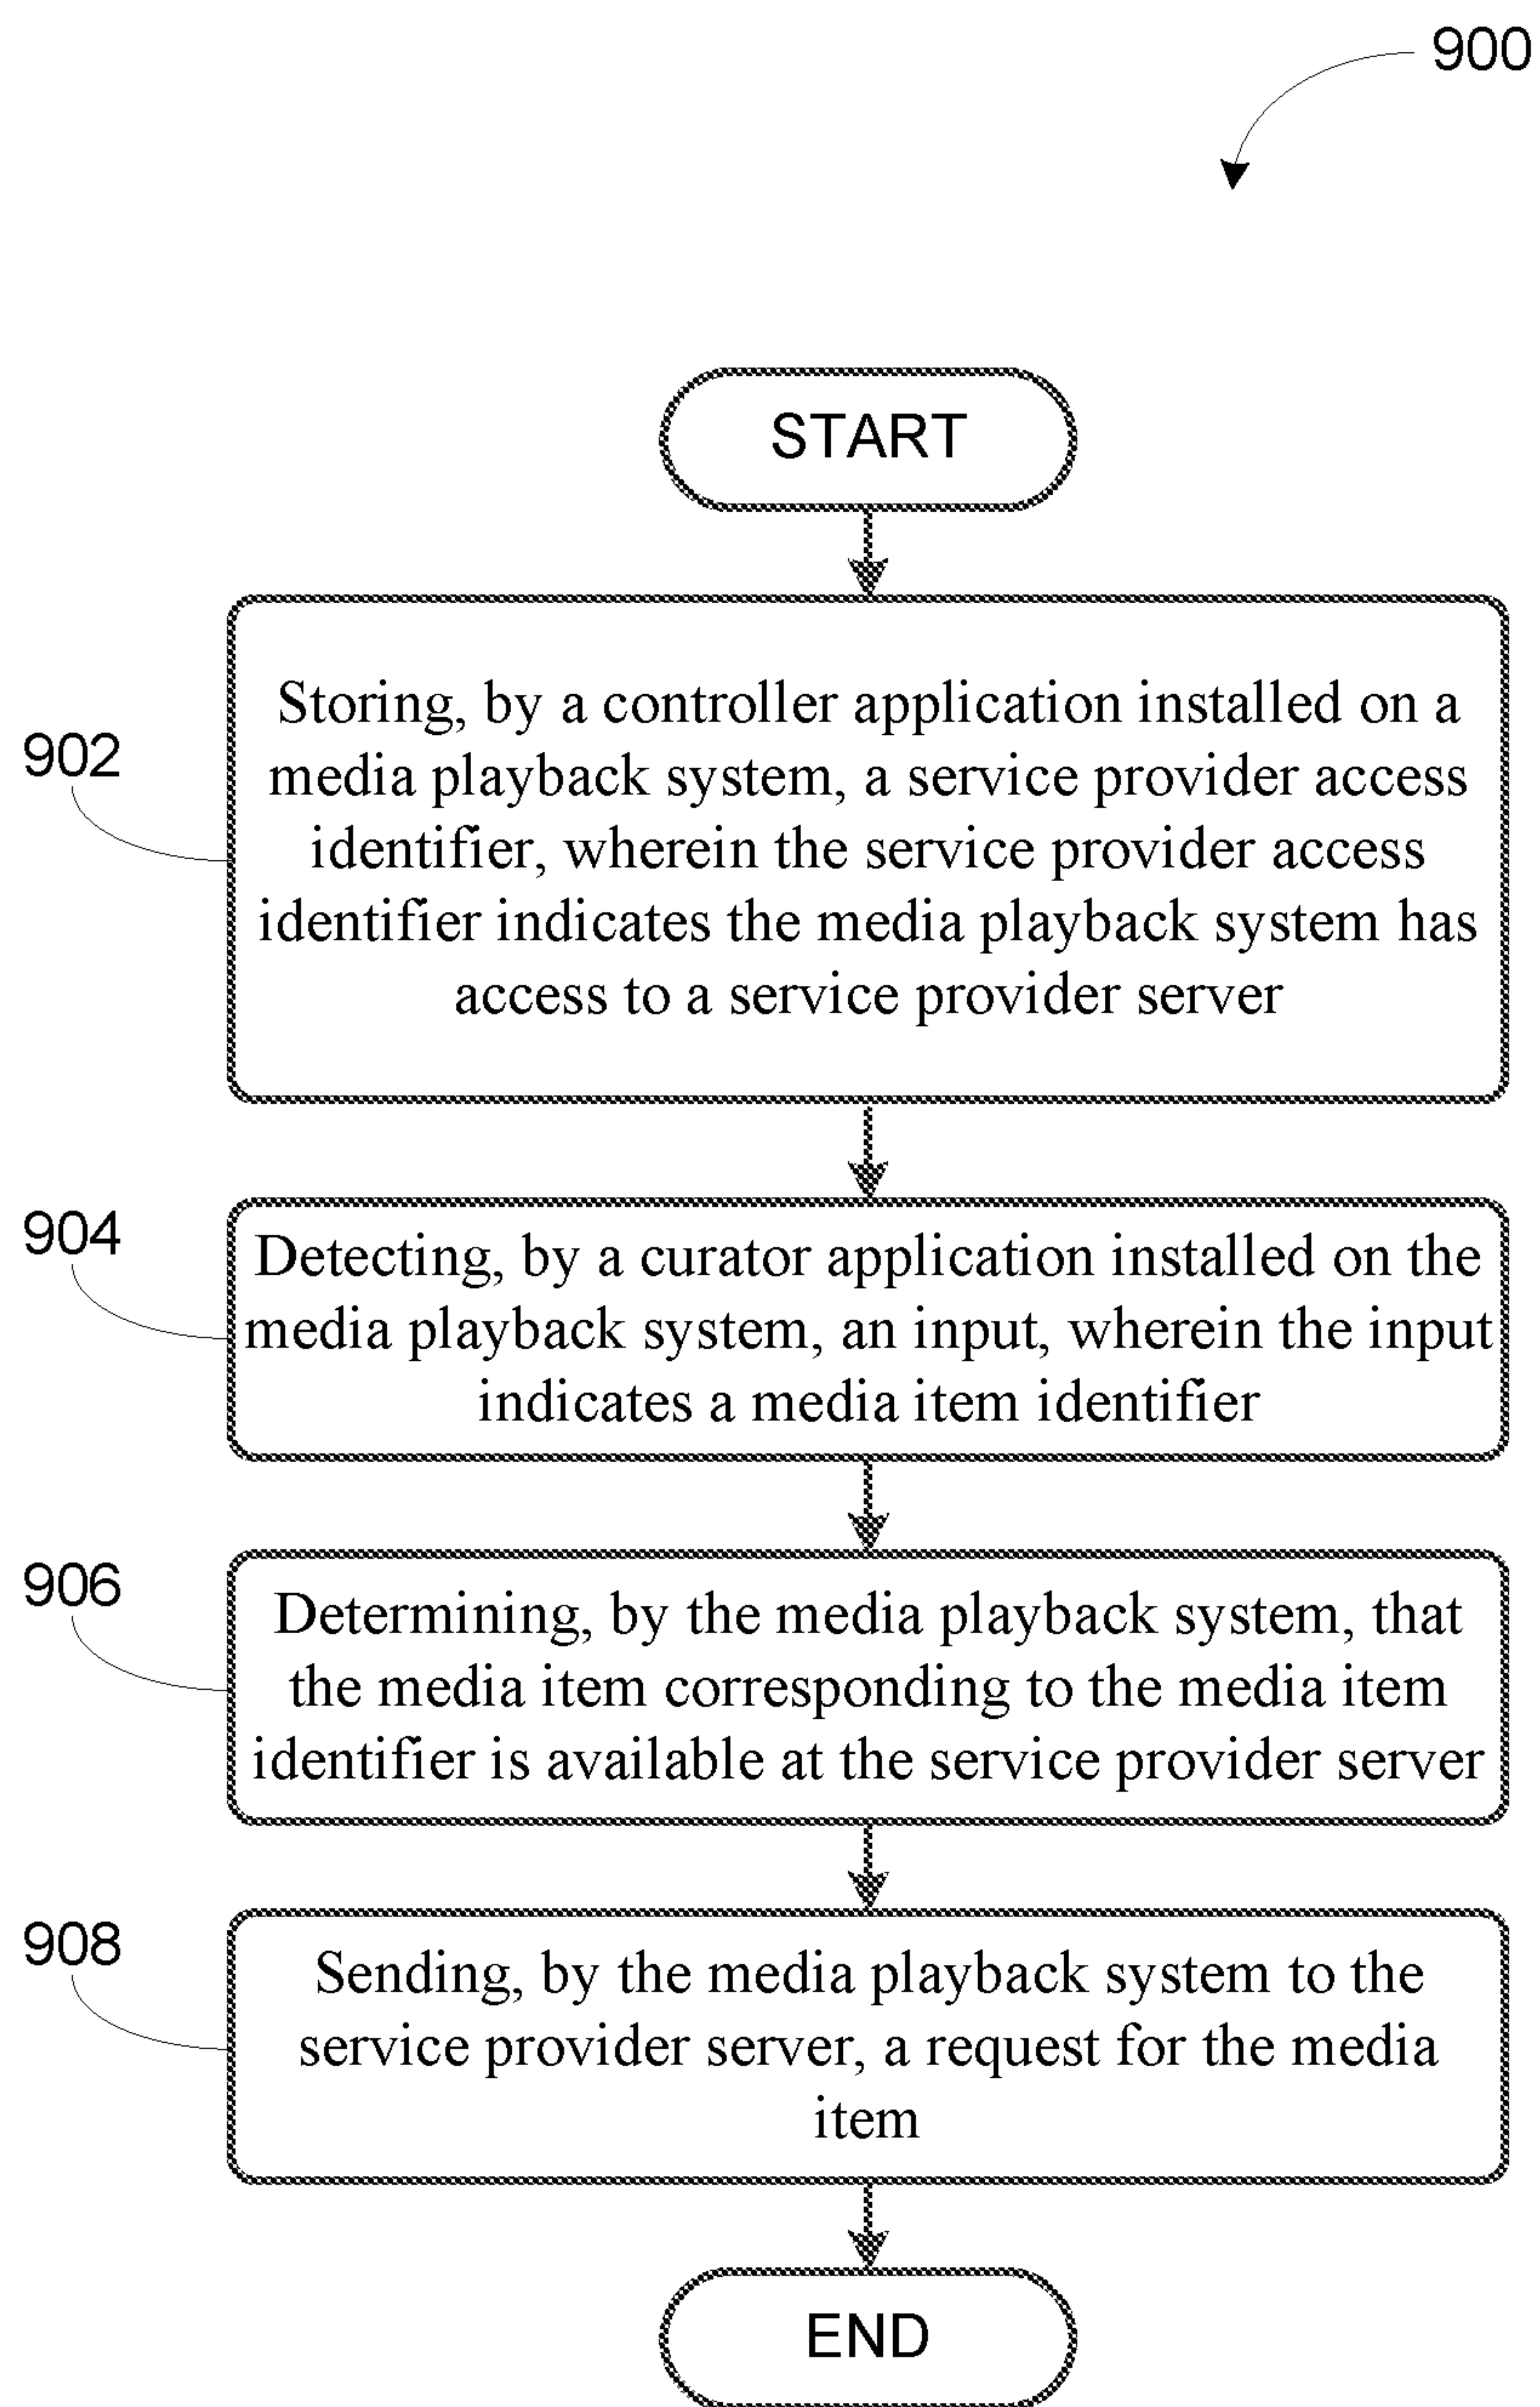 900
START
902
Storing, by a controller application installed on a
media playback system, a service provider access
identifier, wherein the service provider access
identifier indicates the media playback system has
access to a service provider server
904
Detecting, by a curator application installed on the
media playback system, an input, wherein the input
indicates a media item identifier
906
Determining, by the media playback system, that
the media item corresponding to the media item
identifier is available at the service provider server
908
Sending, by the media playback system to the
service provider server, a request for the media
item
END